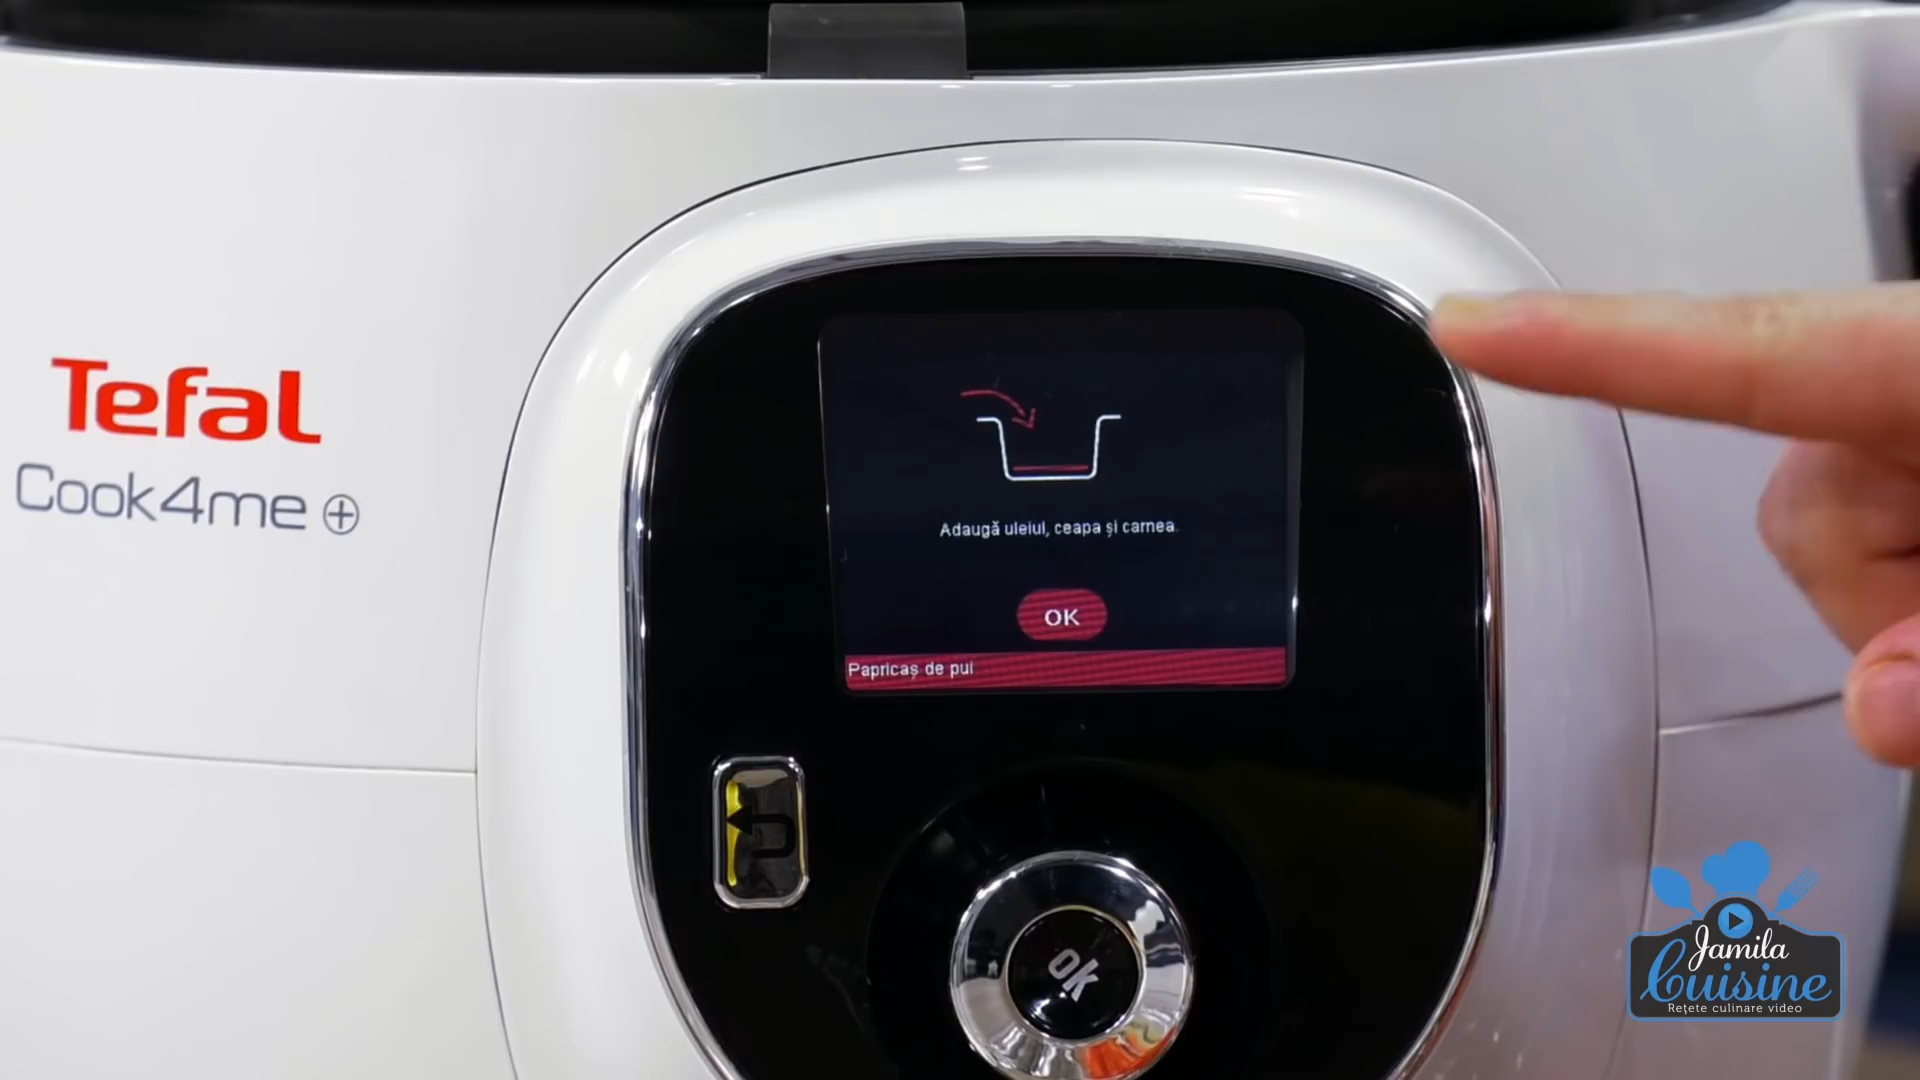 Tefal
Cook4me
Adaugă uleiul, ceapa și carnea.
OK
Papricaș de pui
ok
Jamila
Cuisine
Rețete culinare video